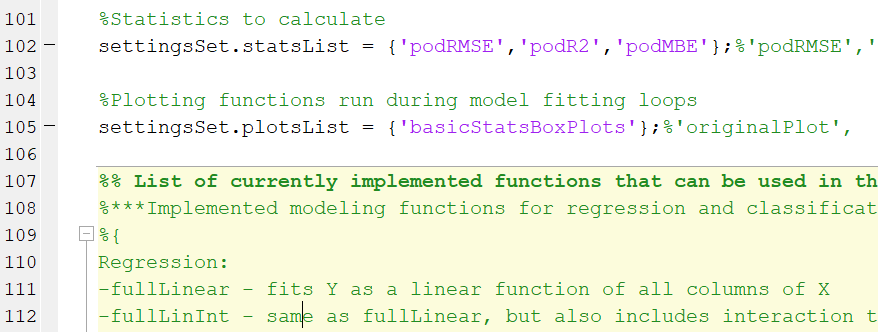 101 %Statistics to calculate
102 settingsSet.statsList = {'podRMSE','podR2','podMBE'};%'podRMSE','
103
104 %Plotting functions run during model fitting loops
105 settingsSet.plotsList = {'basicStatsBoxPlots'};%'originalPlot',
106
107 %% List of currently implemented functions that can be used in th
108 %***Implemented modeling functions for regression and classificat
109 %{
110 Regression:
111 -fullLinear - fits Y as a linear function of all columns of X
112 -fullLinInt - same as fullLinear, but also includes interaction t